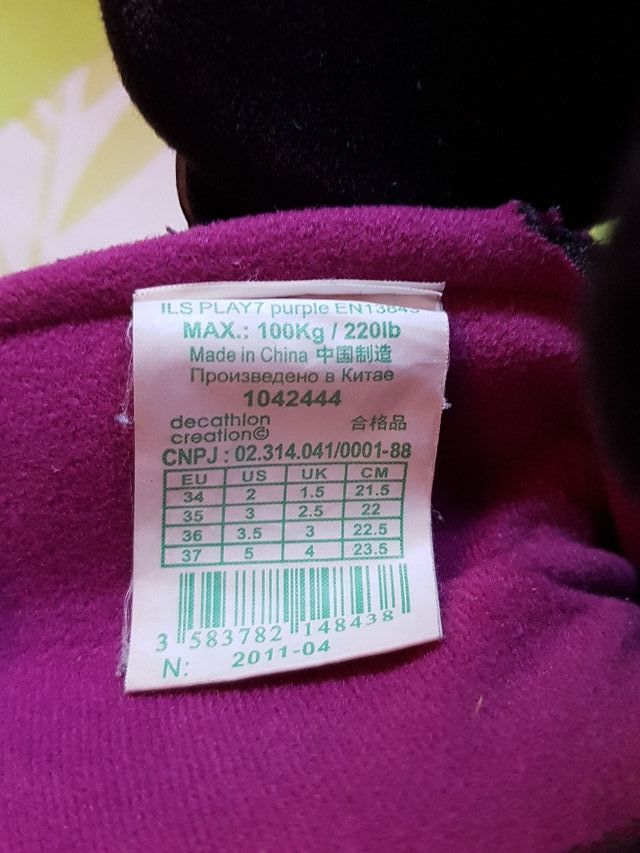 ILS PLAY7 purple EN13843
MAX.: 100Kg / 220lb
Made in China 中国制造
Произведено в Китае
1042444
decathlon
creation©
合格品
CNPJ : 02.314.041/0001-88
EU US UK CM
34 2 1.5 21.5
35 3 2.5 22
36 3.5 3 22.5
37 5 4 23.5
3 583782 148438
N: 2011-04